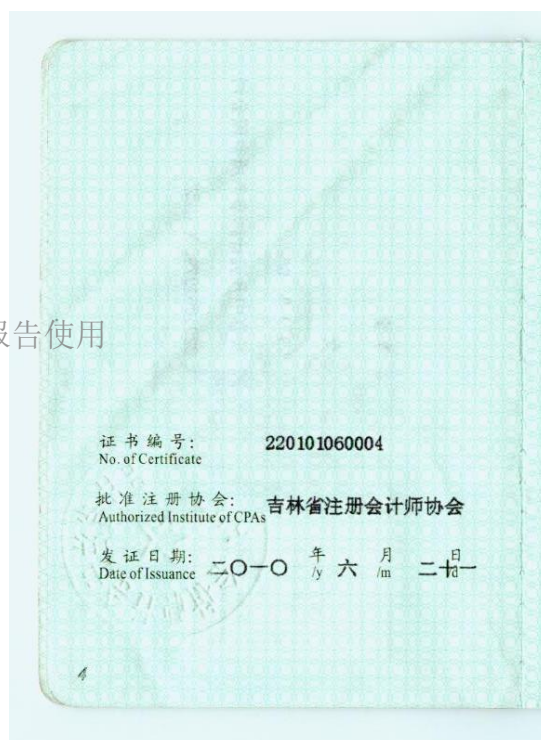 报告使用
证书编号: 220101060004
No. of Certificate
批准注册协会: 吉林省注册会计师协会
Authorized Institute of CPAs
发证日期: 二〇一〇 年 六 月 二十一 日
Date of Issuance /y /m /d
4